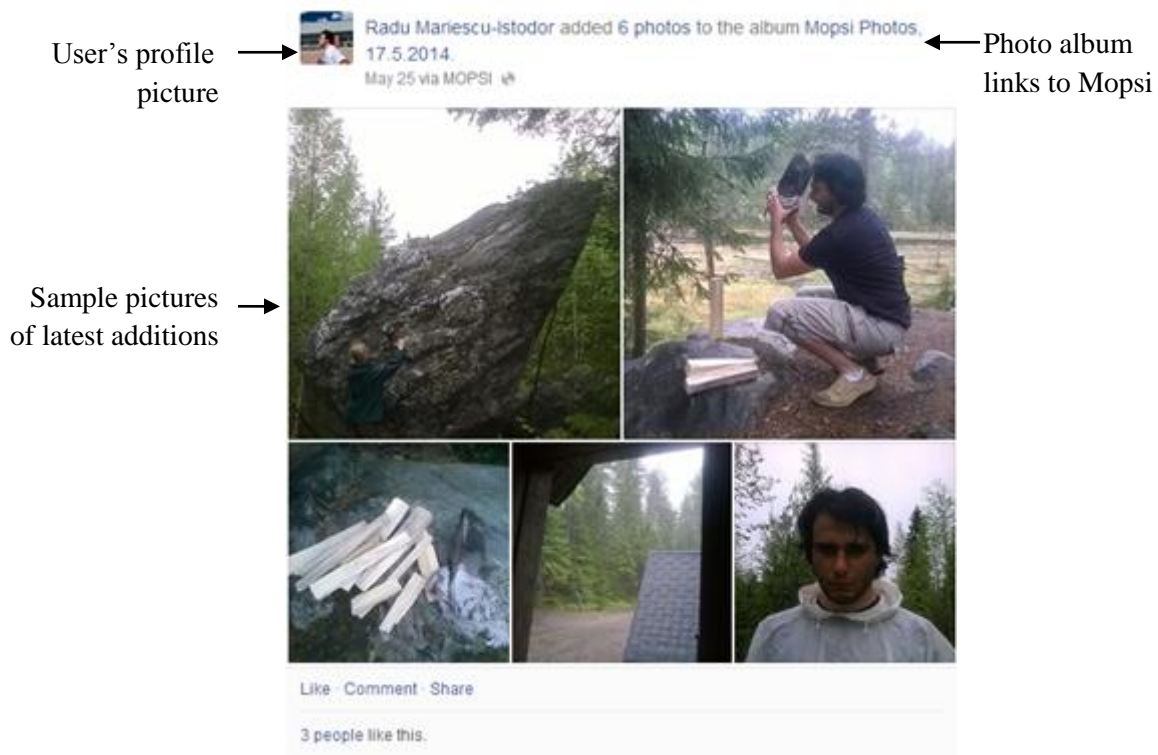 User's profile
picture
Radu Mariescu-Istodor added 6 photos to the album Mopsi Photos,
17.5.2014.
May 25 via MOPSI
Photo album
links to Mopsi
Sample pictures
of latest additions
Like · Comment · Share
3 people like this.